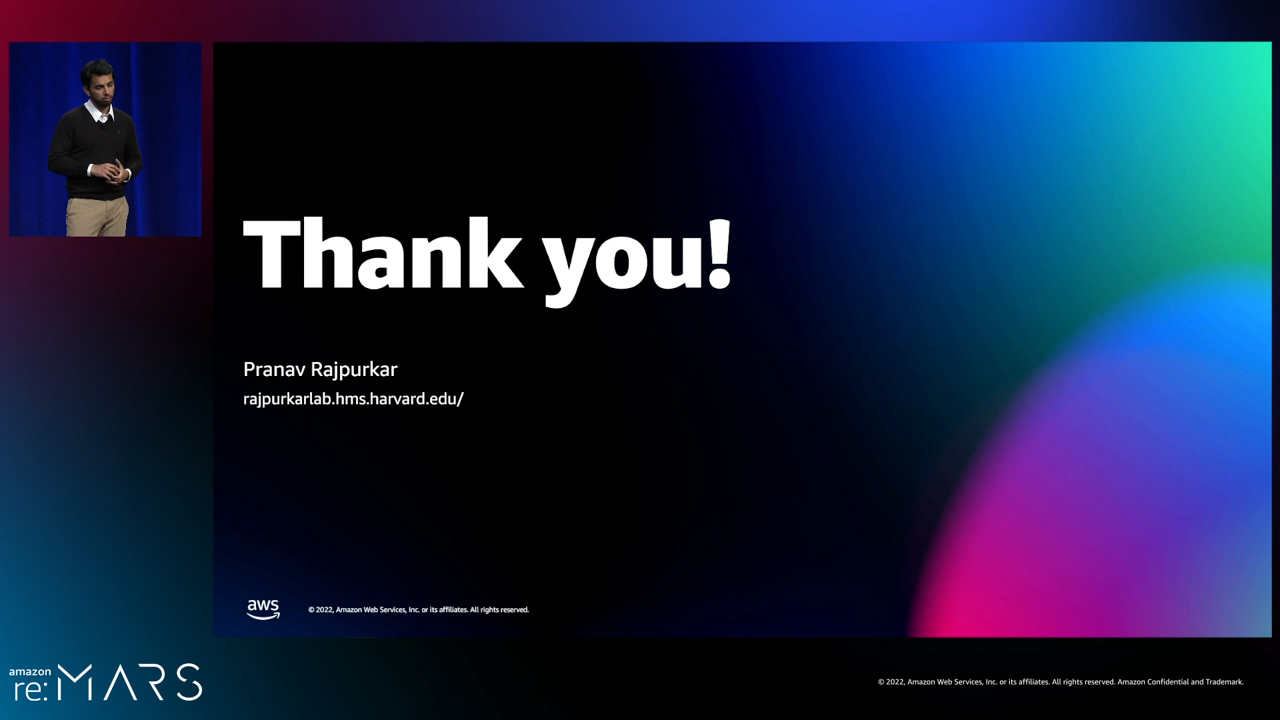 Thank you!
Pranav Rajpurkar
rajpurkarlab.hms.harvard.edu/
aws
© 2022, Amazon Web Services, Inc. or its affiliates. All rights reserved.
amazon
re:MARS
© 2022, Amazon Web Services, Inc. or its affiliates. All rights reserved. Amazon Confidential and Trademark.